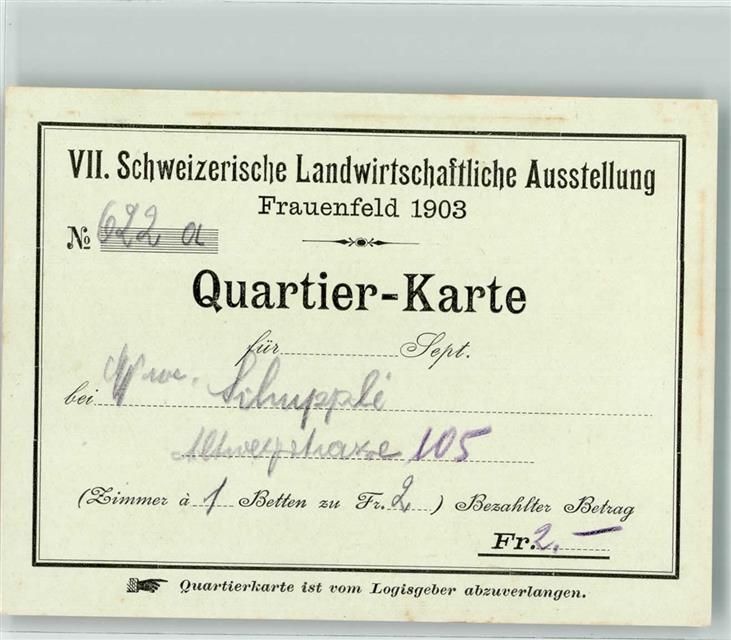 VII. Schweizerische Landwirtschaftliche Ausstellung
Frauenfeld 1903
№ 622 a
Quartier-Karte
für Sept.
bei Wwe. Schuppli
Altwegstrasse 105
(Zimmer à 1 Betten zu Fr. 2 ) Bezahlter Betrag
Fr. 2.—
Quartierkarte ist vom Logisgeber abzuverlangen.